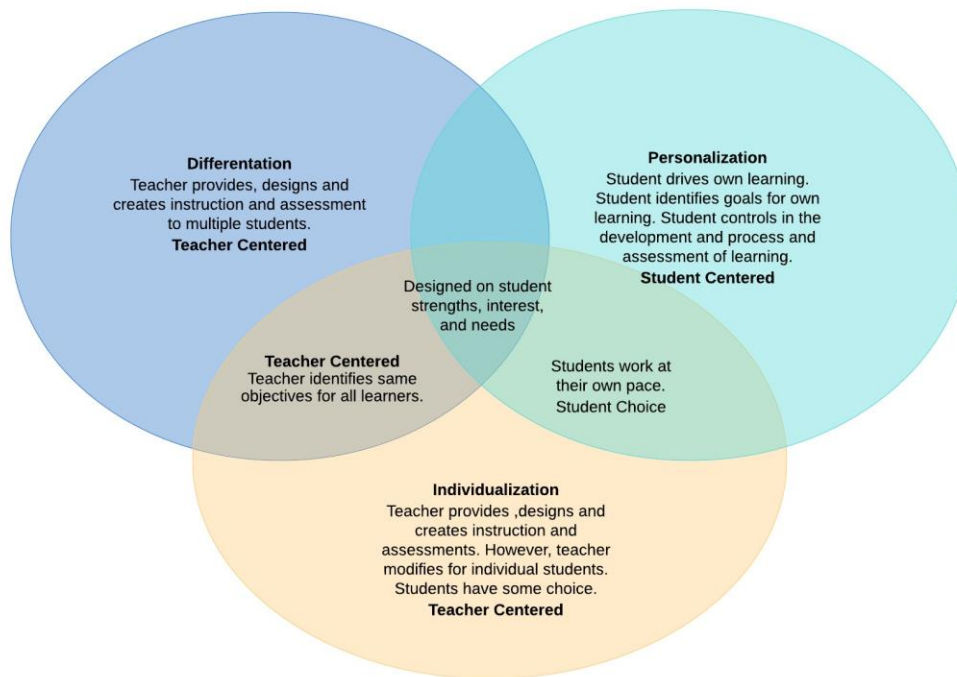 Differentation
Teacher provides, designs and
creates instruction and assessment
to multiple students.
Teacher Centered
Personalization
Student drives own learning.
Student identifies goals for own
learning. Student controls in the
development and process and
assessment of learning.
Student Centered
Designed on student
strengths, interest,
and needs
Teacher Centered
Teacher identifies same
objectives for all learners.
Students work at
their own pace.
Student Choice
Individualization
Teacher provides ,designs and
creates instruction and
assessments. However, teacher
modifies for individual students.
Students have some choice.
Teacher Centered